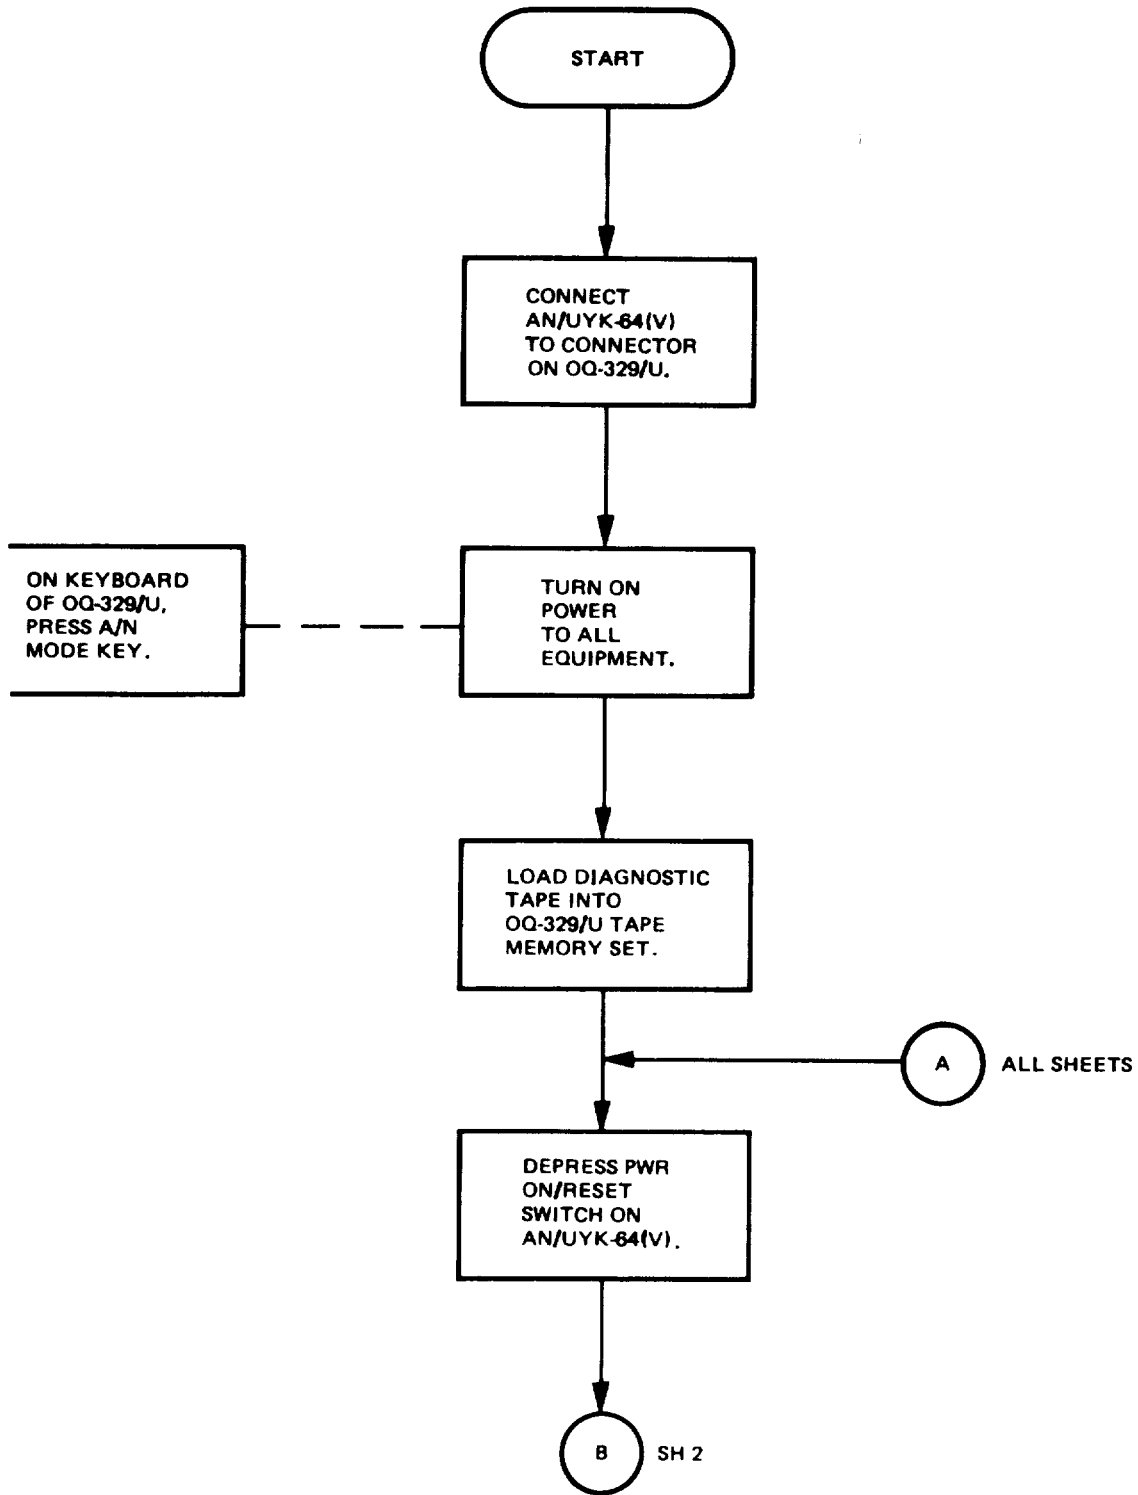 START
CONNECT
AN/UYK-64(V)
TO CONNECTOR
ON OQ-329/U.
ON KEYBOARD
OF OQ-329/U,
PRESS A/N
MODE KEY.
TURN ON
POWER
TO ALL
EQUIPMENT.
LOAD DIAGNOSTIC
TAPE INTO
OQ-329/U TAPE
MEMORY SET.
A
ALL SHEETS
DEPRESS PWR
ON/RESET
SWITCH ON
AN/UYK-64(V).
B
SH 2